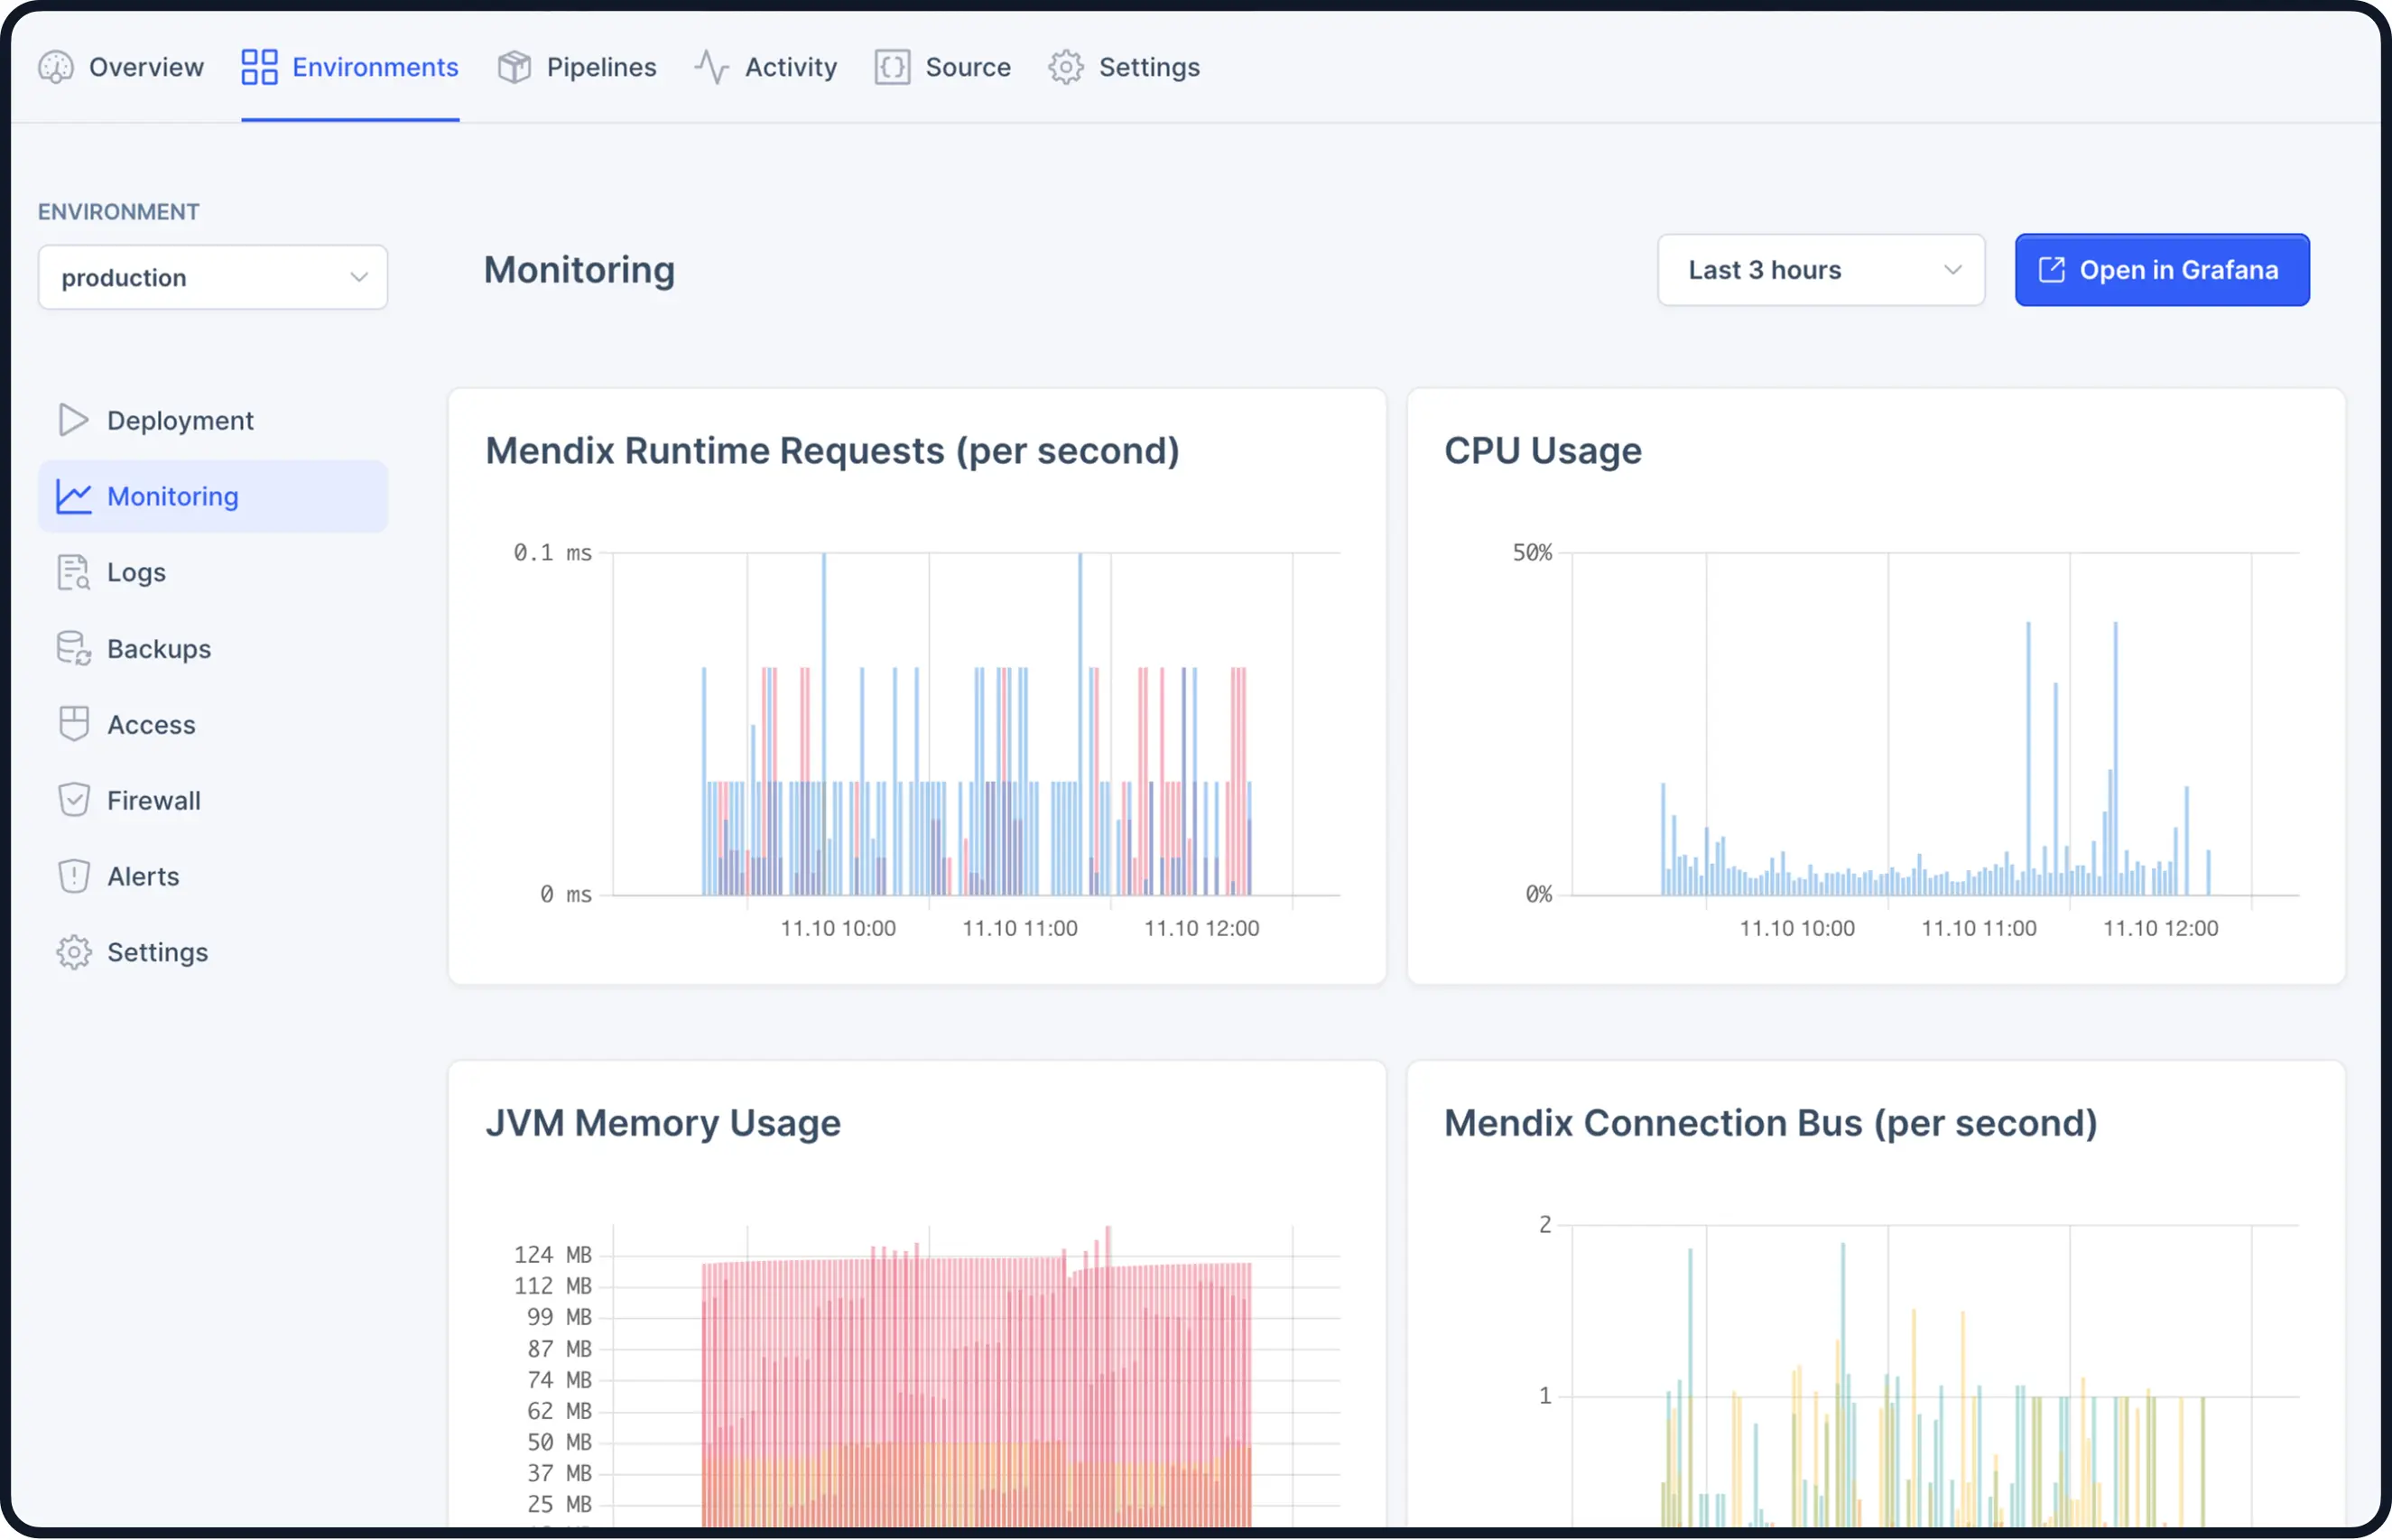 Overview Environments Pipelines Activity Source Settings
ENVIRONMENT
production
Monitoring
Last 3 hours
Open in Grafana
Deployment
Monitoring
Logs
Backups
Access
Firewall
Alerts
Settings
Mendix Runtime Requests (per second)
0.1 ms
0 ms
11.10 10:00 11.10 11:00 11.10 12:00
CPU Usage
50%
0%
11.10 10:00 11.10 11:00 11.10 12:00
JVM Memory Usage
124 MB
112 MB
99 MB
87 MB
74 MB
62 MB
50 MB
37 MB
25 MB
Mendix Connection Bus (per second)
2
1